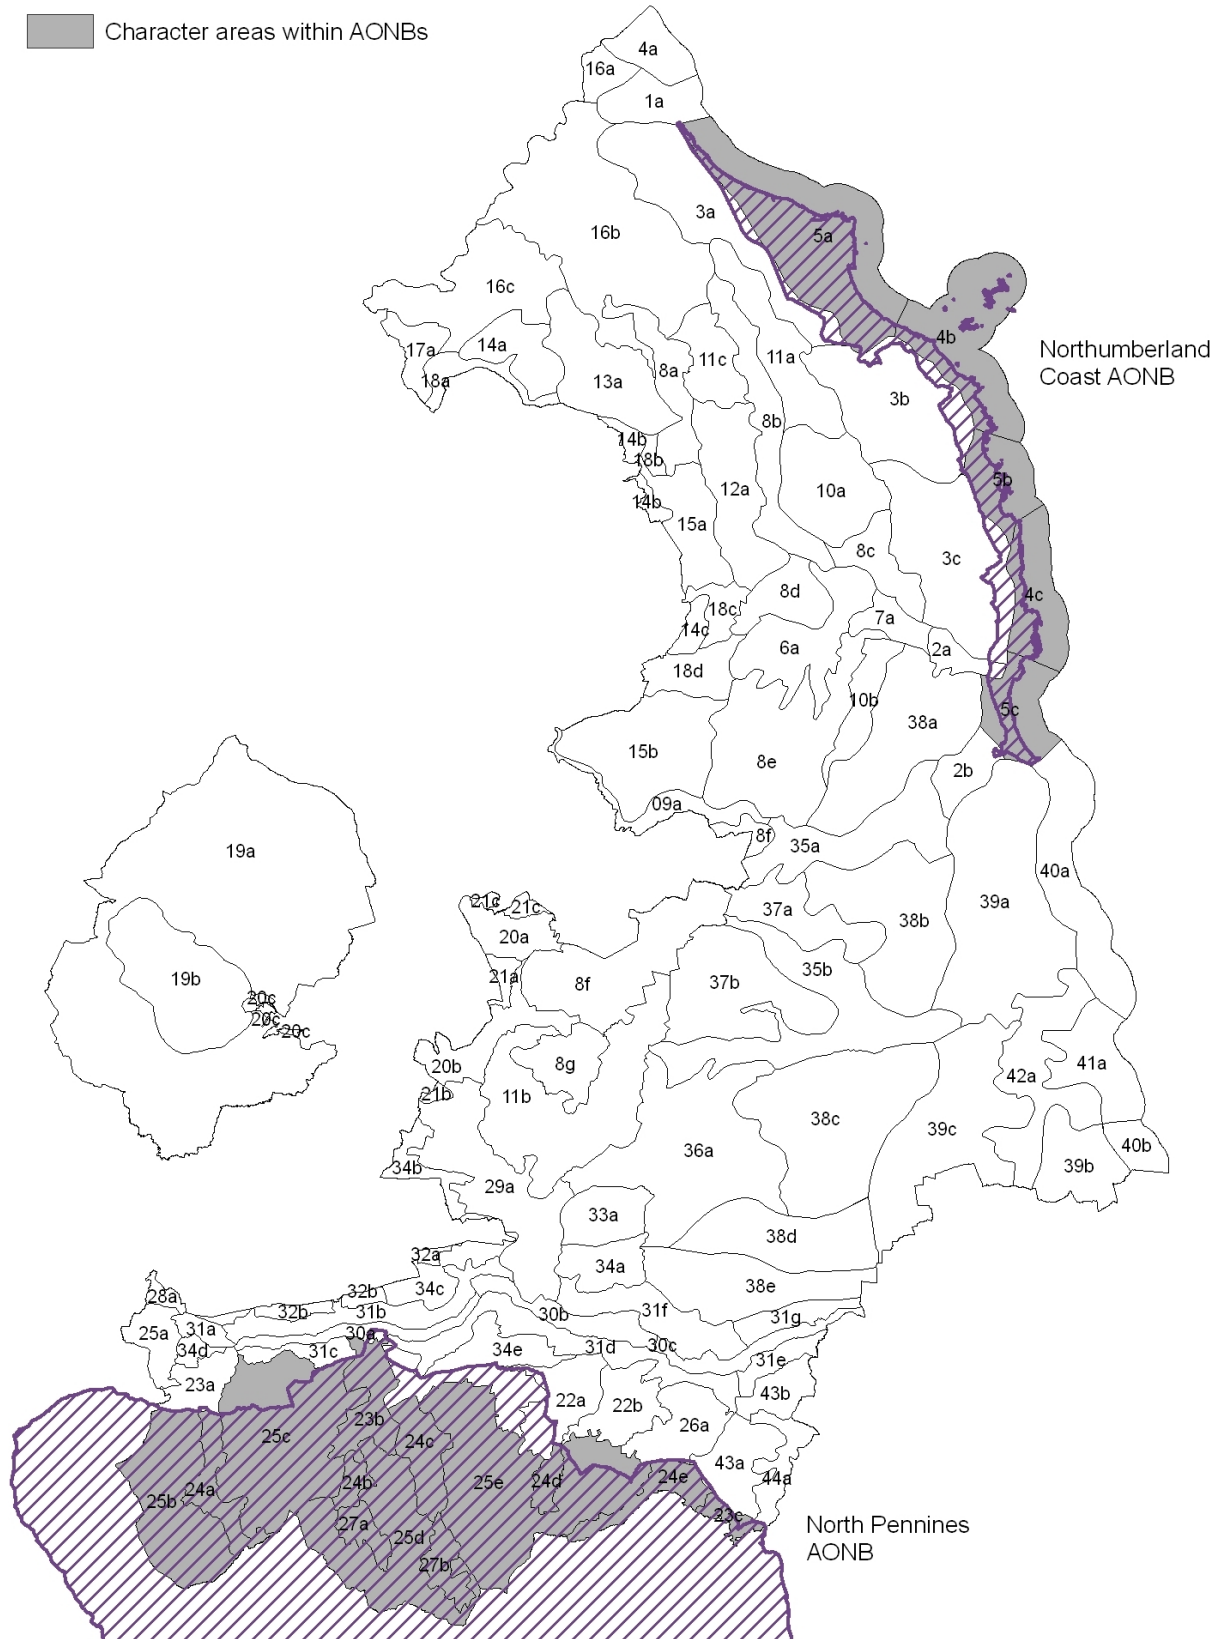 Character areas within AONBs
4a
16a
1a
3a
16b
5a
16c
4b
Northumberland
Coast AONB
17a
14a
18a
13a
8a
11c
11a
3b
8b
14b
18b
14b
12a
10a
5b
15a
8c
3c
8d
4c
18c
14c
7a
6a
2a
18d
10b
5c
38a
15b
8e
2b
09a
8f
35a
19a
40a
21c
21c
37a
39a
38b
20a
19b
21a
8f
37b
35b
20c
20c
20c
20b
8g
21b
11b
42a
41a
38c
39c
36a
40b
34b
39b
29a
33a
38d
32a
34a
34c
38e
28a
32b
32b
31b
30b
31f
31g
25a
31a
30a
34d
31c
34e
31d
30c
31e
23a
22a
22b
43b
23b
26a
25c
24c
43a
24b
25e
24d
24e
44a
25b
24a
27a
23c
25d
27b
North Pennines
AONB